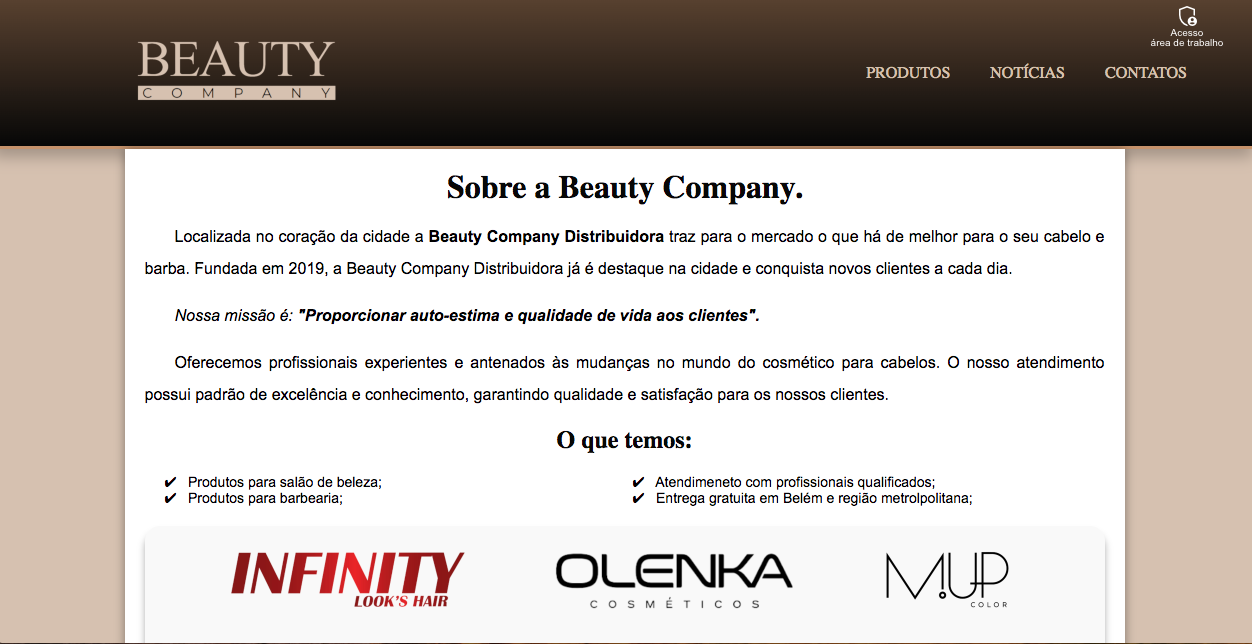 Acesso
área de trabalho
BEAUTY
COMPANY
PRODUTOS NOTÍCIAS CONTATOS
Sobre a Beauty Company.
Localizada no coração da cidade a Beauty Company Distribuidora traz para o mercado o que há de melhor para o seu cabelo e
barba. Fundada em 2019, a Beauty Company Distribuidora já é destaque na cidade e conquista novos clientes a cada dia.
Nossa missão é: "Proporcionar auto-estima e qualidade de vida aos clientes".
Oferecemos profissionais experientes e antenados às mudanças no mundo do cosmético para cabelos. O nosso atendimento
possui padrão de excelência e conhecimento, garantindo qualidade e satisfação para os nossos clientes.
O que temos:
✔ Produtos para salão de beleza;
✔ Produtos para barbearia;
✔ Atendimeneto com profissionais qualificados;
✔ Entrega gratuita em Belém e região metrolpolitana;
INFINITY
LOOK'S HAIR
OLENKA
COSMÉTICOS
M.UP
COLOR